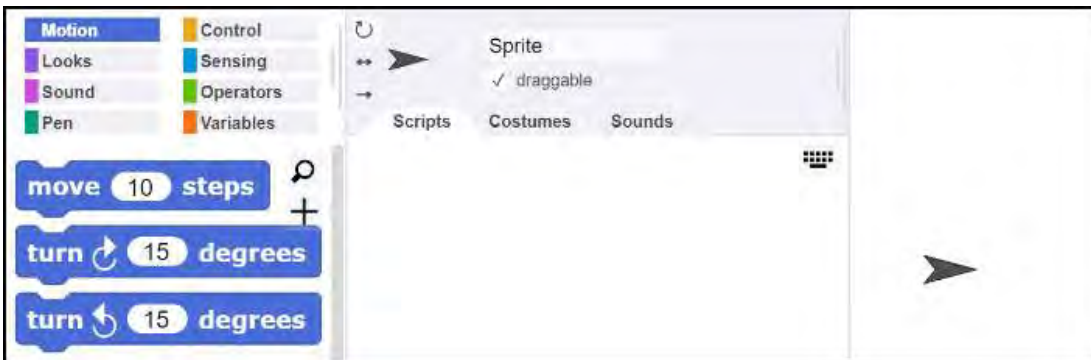 Motion
Control
Looks
Sensing
Sound
Operators
Pen
Variables
move 10 steps
turn 15 degrees
turn 15 degrees
Sprite
✓ draggable
Scripts Costumes Sounds